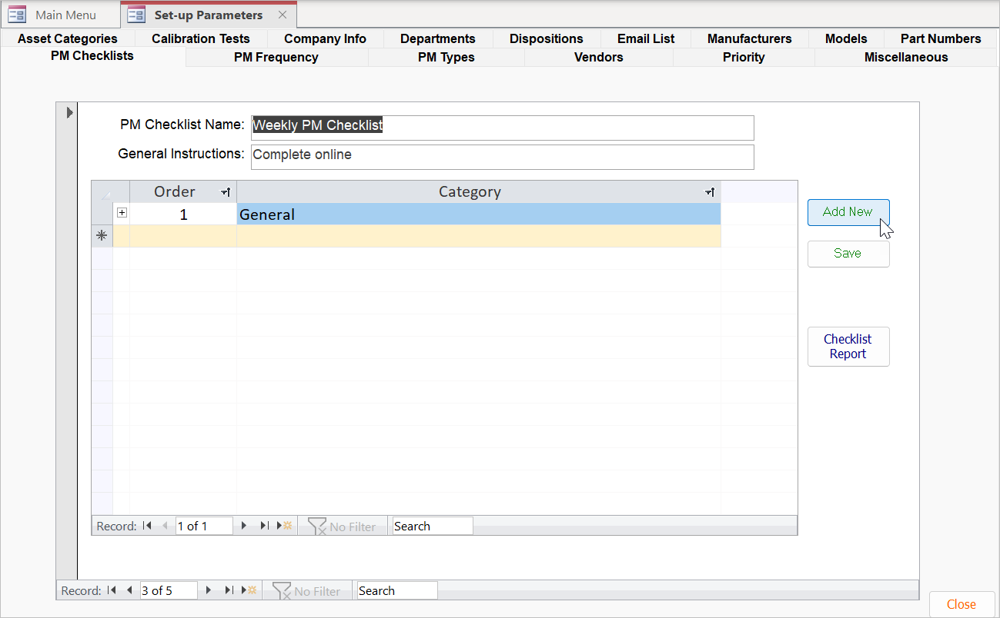 Main Menu
Set-up Parameters
Asset Categories Calibration Tests Company Info Departments Dispositions Email List Manufacturers Models Part Numbers
PM Checklists PM Frequency PM Types Vendors Priority Miscellaneous
PM Checklist Name: Weekly PM Checklist
General Instructions: Complete online
Order Category
1 General
Add New
Save
Checklist
Report
Record: 1 of 1 No Filter Search
Record: 3 of 5 No Filter Search
Close